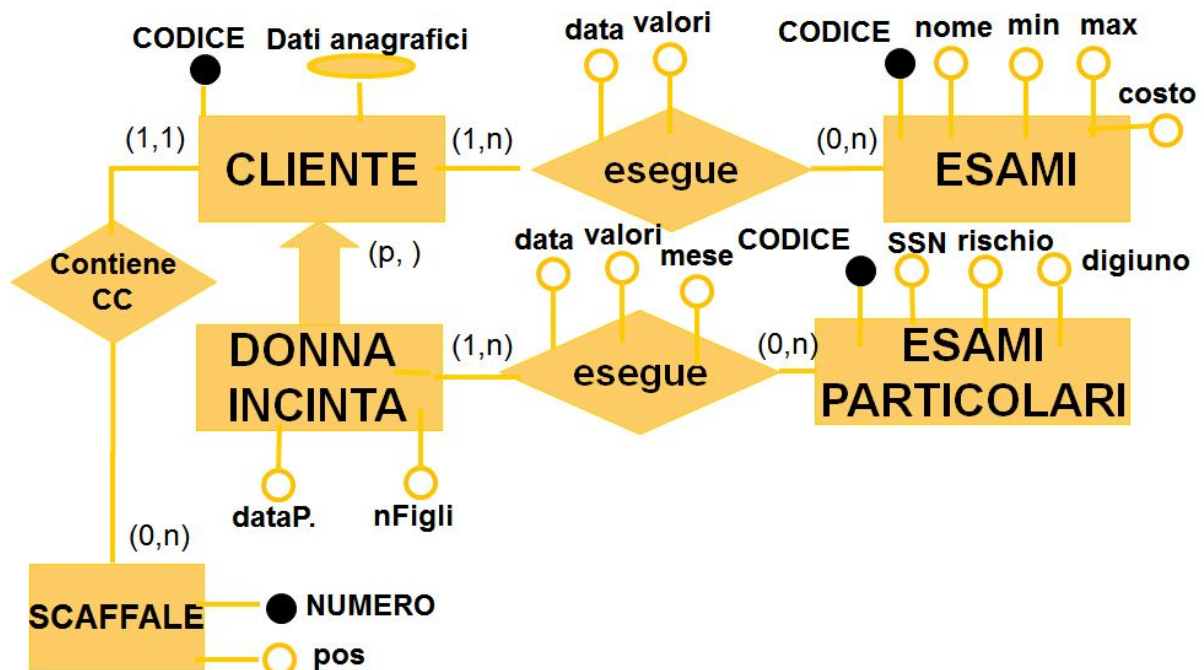 CODICE
Dati anagrafici
data
valori
CODICE
nome
min
max
costo
(1,1)
CLIENTE
(1,n)
esegue
(0,n)
ESAMI
Contiene
CC
(p, )
data
valori
mese
CODICE
SSN
rischio
digiuno
DONNA
INCINTA
(1,n)
esegue
(0,n)
ESAMI
PARTICOLARI
dataP.
nFigli
(0,n)
SCAFFALE
NUMERO
pos